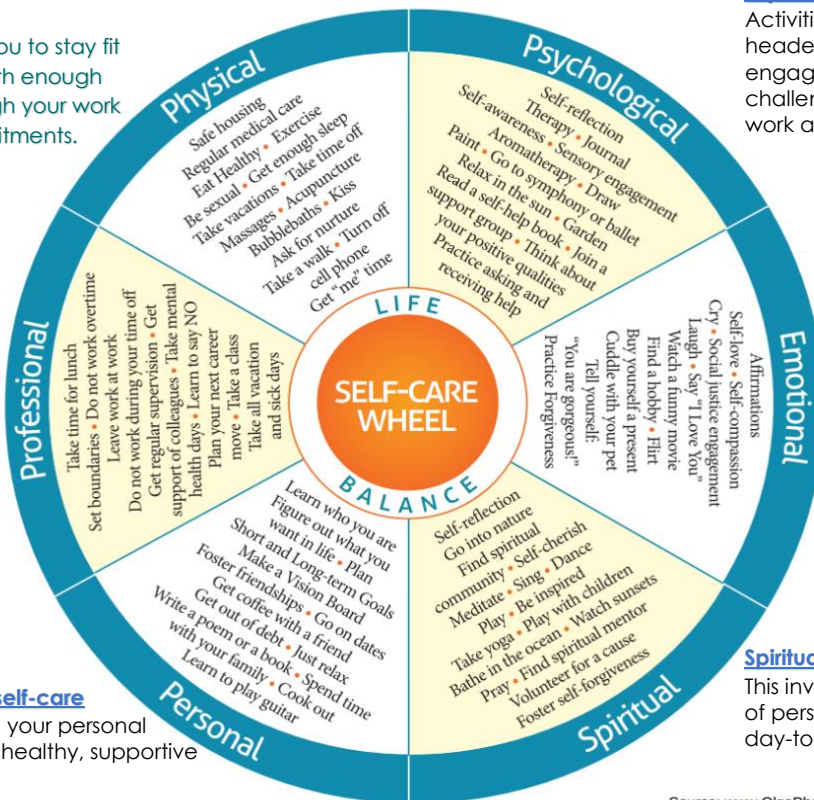 ou to stay fit
th enough
gh your work
itments.
Activiti
heade
engag
challer
work a
Physical
Safe housing
Regular medical care
Eat Healthy • Exercise
Be sexual • Get enough sleep
Take vacations • Take time off
Massages • Acupuncture
Bubblebaths • Kiss
Ask for nurture
Take a walk • Turn off
cell phone
Get "me" time
Psychological
Self-reflection
Therapy • Journal
Self-awareness • Sensory engagement
Aromatherapy • Draw
Paint • Go to symphony or ballet
Relax in the sun • Garden
Read a self-help book • Join a
support group • Think about
your positive qualities
Practice asking and
receiving help
Professional
Take time for lunch
Set boundaries • Do not work overtime
Leave work at work
Do not work during your time off
Get regular supervision • Get
support of colleagues • Take mental
health days • Learn to say NO
Plan your next career
move • Take a class
Take all vacation
and sick days
LIFE
SELF-CARE
WHEEL
BALANCE
Emotional
Affirmations
Self-love • Self-compassion
Cry • Social justice engagement
Laugh • Say "I Love You"
Watch a funny movie
Find a hobby • Flirt
Buy yourself a present
Cuddle with your pet
Tell yourself:
"You are gorgeous!"
Practice Forgiveness
Personal
Learn who you are
Figure out what you
want in life • Plan
Short and Long-term Goals
Make a Vision Board
Foster friendships • Go on dates
Get coffee with a friend
Get out of debt • Just relax
Write a poem or a book • Spend time
with your family • Cook out
Learn to play guitar
Spiritual
Self-reflection
Go into nature
Find spiritual
community • Self-cherish
Meditate • Sing • Dance
Play • Be inspired
Take yoga • Play with children
Bathe in the ocean • Watch sunsets
Pray • Find spiritual mentor
Volunteer for a cause
Foster self-forgiveness
self-care
your personal
healthy, supportive
Spiritua
This inv
of pers
day-to